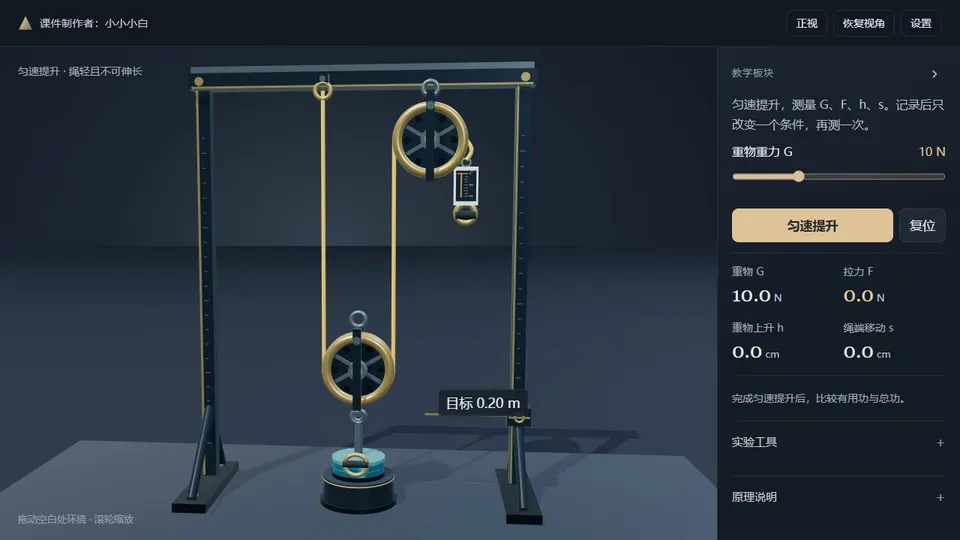 课件制作者：小小小白
正视
恢复视角
设置
匀速提升 · 绳轻且不可伸长
教学板块
匀速提升，测量 G、F、h、s。记录后只
改变一个条件，再测一次。
重物重力 G
10 N
匀速提升
复位
重物 G
拉力 F
10.0 N
0.0 N
重物上升 h
绳端移动 s
0.0 cm
0.0 cm
目标 0.20 m
完成匀速提升后，比较有用功与总功。
实验工具
+
原理说明
+
拖动空白处环绕 · 滚轮缩放